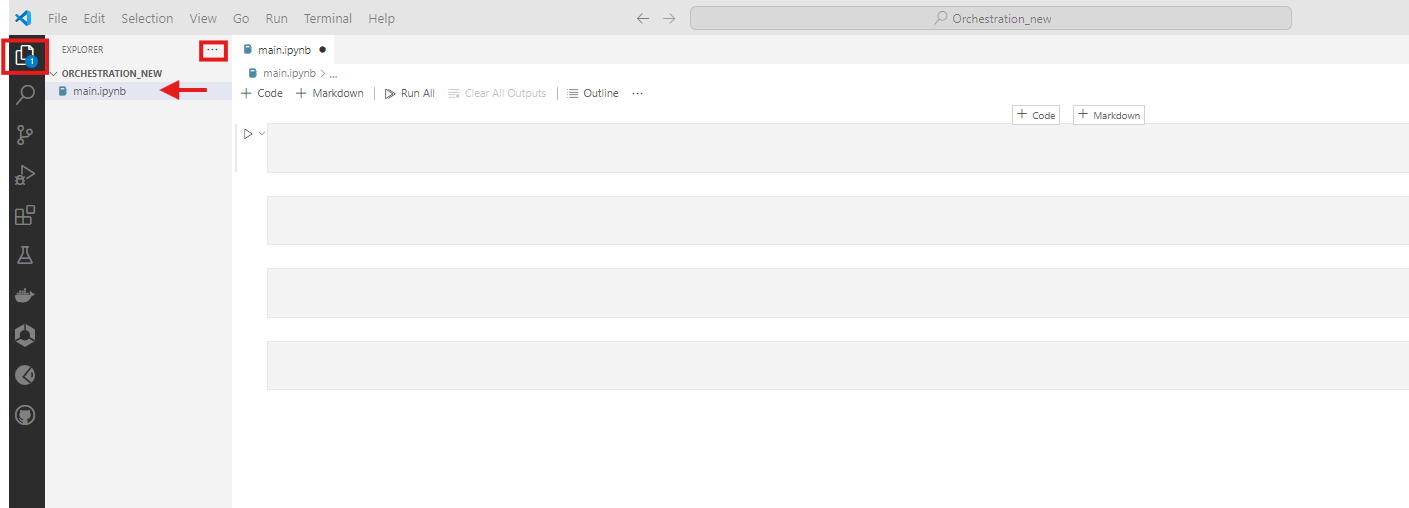 File Edit Selection View Go Run Terminal Help
Orchestration_new
EXPLORER ···
1
ORCHESTRATION_NEW
main.ipynb
main.ipynb
main.ipynb > ...
+ Code + Markdown Run All Clear All Outputs Outline ···
+ Code + Markdown